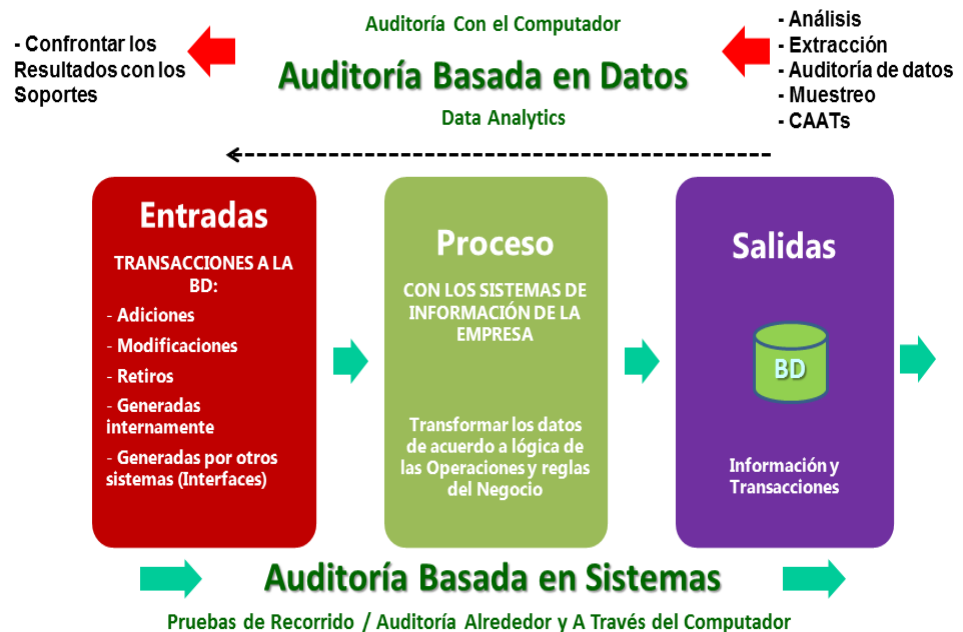 Auditoría Con el Computador
- Confrontar los
Resultados con los
Soportes
Auditoría Basada en Datos
Data Analytics
- Análisis
- Extracción
- Auditoría de datos
- Muestreo
- CAATs
Entradas
TRANSACCIONES A LA
BD:
- Adiciones
- Modificaciones
- Retiros
- Generadas
internamente
- Generadas por otros
sistemas (Interfaces)
Proceso
CON LOS SISTEMAS DE
INFORMACIÓN DE LA
EMPRESA
Transformar los datos
de acuerdo a lógica de
las Operaciones y reglas
del Negocio
Salidas
BD
Información y
Transacciones
Auditoría Basada en Sistemas
Pruebas de Recorrido / Auditoría Alrededor y A Través del Computador